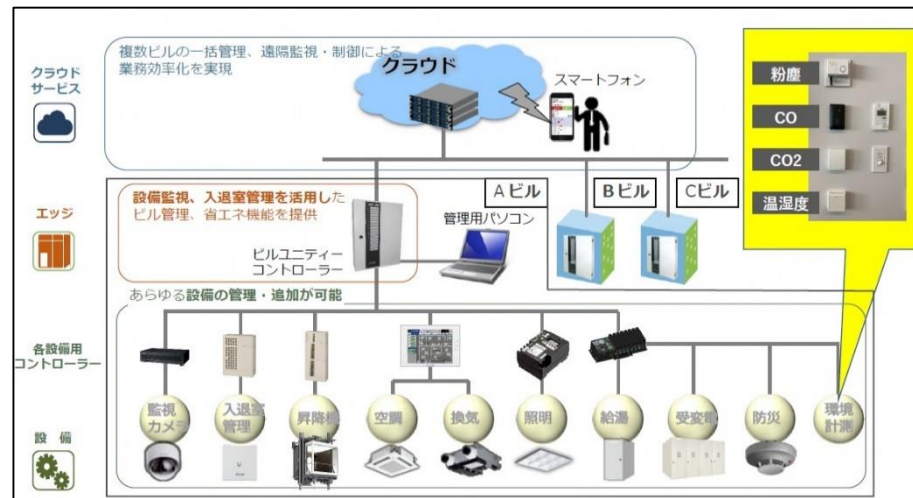 複数ビルの一括管理、遠隔監視・制御による
業務効率化を実現
クラウド
サービス
クラウド
スマートフォン
粉塵
CO
CO2
温湿度
エッジ
設備監視、入退室管理を活用した
ビル管理、省エネ機能を提供
Aビル
Bビル
Cビル
管理用パソコン
ビルユニティー
コントローラー
あらゆる設備の管理・追加が可能
各設備用
コントローラー
監視
カメラ
入退室
管理
昇降機
空調
換気
照明
給湯
受変電
防災
環境
計測
設 備